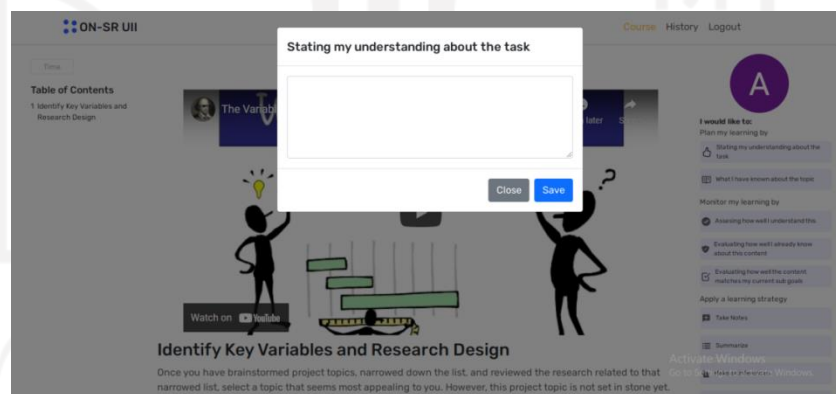 ON-SR UII
Course History Logout
Stating my understanding about the task
Close Save
Time
Table of Contents
1 Identify Key Variables and
Research Design
The Variab
later
S
Watch on YouTube
Identify Key Variables and Research Design
Once you have brainstormed project topics, narrowed down the list, and reviewed the research related to that
narrowed list, select a topic that seems most appealing to you. However, this project topic is not set in stone yet.
A
I would like to:
Plan my learning by
Stating my understanding about the
task
What I have known about the topic
Monitor my learning by
Assessing how well I understand this
Evaluating how well I already know
about this content
Evaluating how well the content
matches my current sub goals
Apply a learning strategy
Take Notes
Summarize
Activate Windows
Go to Settings to activate Windows.